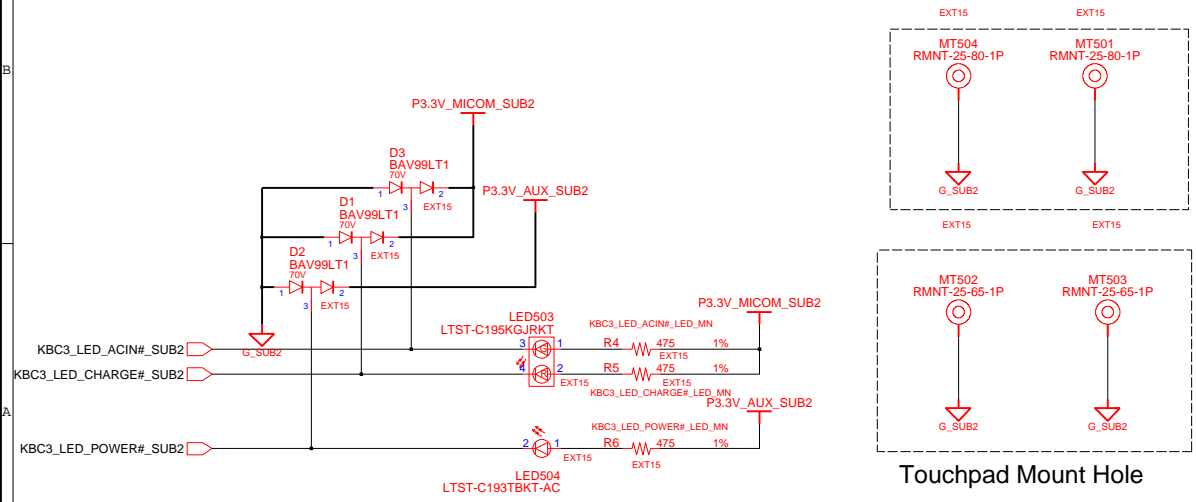 B
A
P3.3V_MICOM_SUB2
D3
BAV99LT1
70V
1
2
3
EXT15
P3.3V_AUX_SUB2
D1
BAV99LT1
70V
1
2
3
EXT15
D2
BAV99LT1
70V
1
2
3
EXT15
G_SUB2
KBC3_LED_ACIN#_SUB2
KBC3_LED_CHARGE#_SUB2
KBC3_LED_POWER#_SUB2
LED503
LTST-C195KGJRKT
3
1
G
4
2
R
EXT15
P3.3V_MICOM_SUB2
KBC3_LED_ACIN#_LED_MN
R4
475
1%
EXT15
R5
475
1%
EXT15
KBC3_LED_CHARGE#_LED_MN
P3.3V_AUX_SUB2
KBC3_LED_POWER#_LED_MN
2
1
EXT15
R6
475
1%
EXT15
LED504
LTST-C193TBKT-AC
EXT15
EXT15
MT504
RMNT-25-80-1P
MT501
RMNT-25-80-1P
G_SUB2
G_SUB2
EXT15
EXT15
MT502
RMNT-25-65-1P
MT503
RMNT-25-65-1P
G_SUB2
G_SUB2
Touchpad Mount Hole